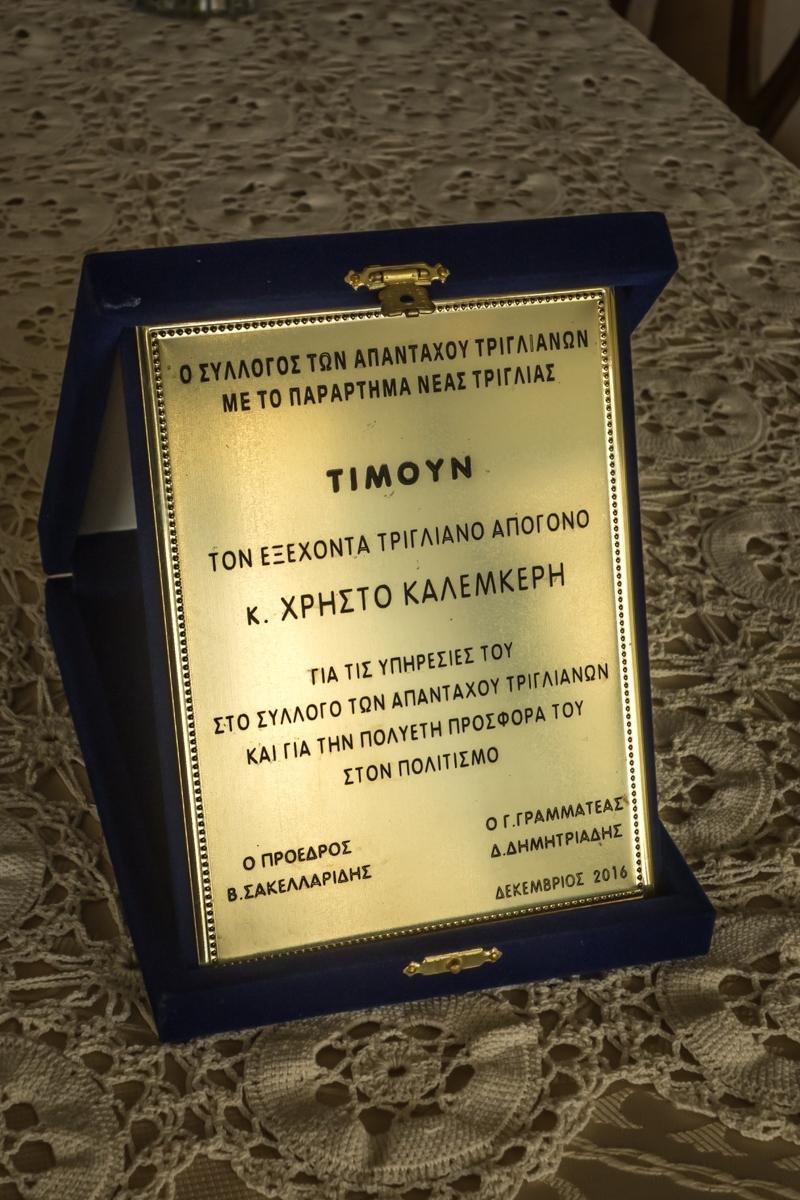 Ο ΣΥΛΛΟΓΟΣ ΤΩΝ ΑΠΑΝΤΑΧΟΥ ΤΡΙΓΛΙΑΝΩΝ
ΜΕ ΤΟ ΠΑΡΑΡΤΗΜΑ ΝΕΑΣ ΤΡΙΓΛΙΑΣ
ΤΙΜΟΥΝ
ΤΟΝ ΕΞΕΧΟΝΤΑ ΤΡΙΓΛΙΑΝΟ ΑΠΟΓΟΝΟ
κ. ΧΡΗΣΤΟ ΚΑΛΕΜΚΕΡΗ
ΓΙΑ ΤΙΣ ΥΠΗΡΕΣΙΕΣ ΤΟΥ
ΣΤΟ ΣΥΛΛΟΓΟ ΤΩΝ ΑΠΑΝΤΑΧΟΥ ΤΡΙΓΛΙΑΝΩΝ
ΚΑΙ ΓΙΑ ΤΗΝ ΠΟΛΥΕΤΗ ΠΡΟΣΦΟΡΑ ΤΟΥ
ΣΤΟΝ ΠΟΛΙΤΙΣΜΟ
Ο ΠΡΟΕΔΡΟΣ
Β.ΣΑΚΕΛΛΑΡΙΔΗΣ
Ο Γ.ΓΡΑΜΜΑΤΕΑΣ
Δ.ΔΗΜΗΤΡΙΑΔΗΣ
ΔΕΚΕΜΒΡΙΟΣ 2016